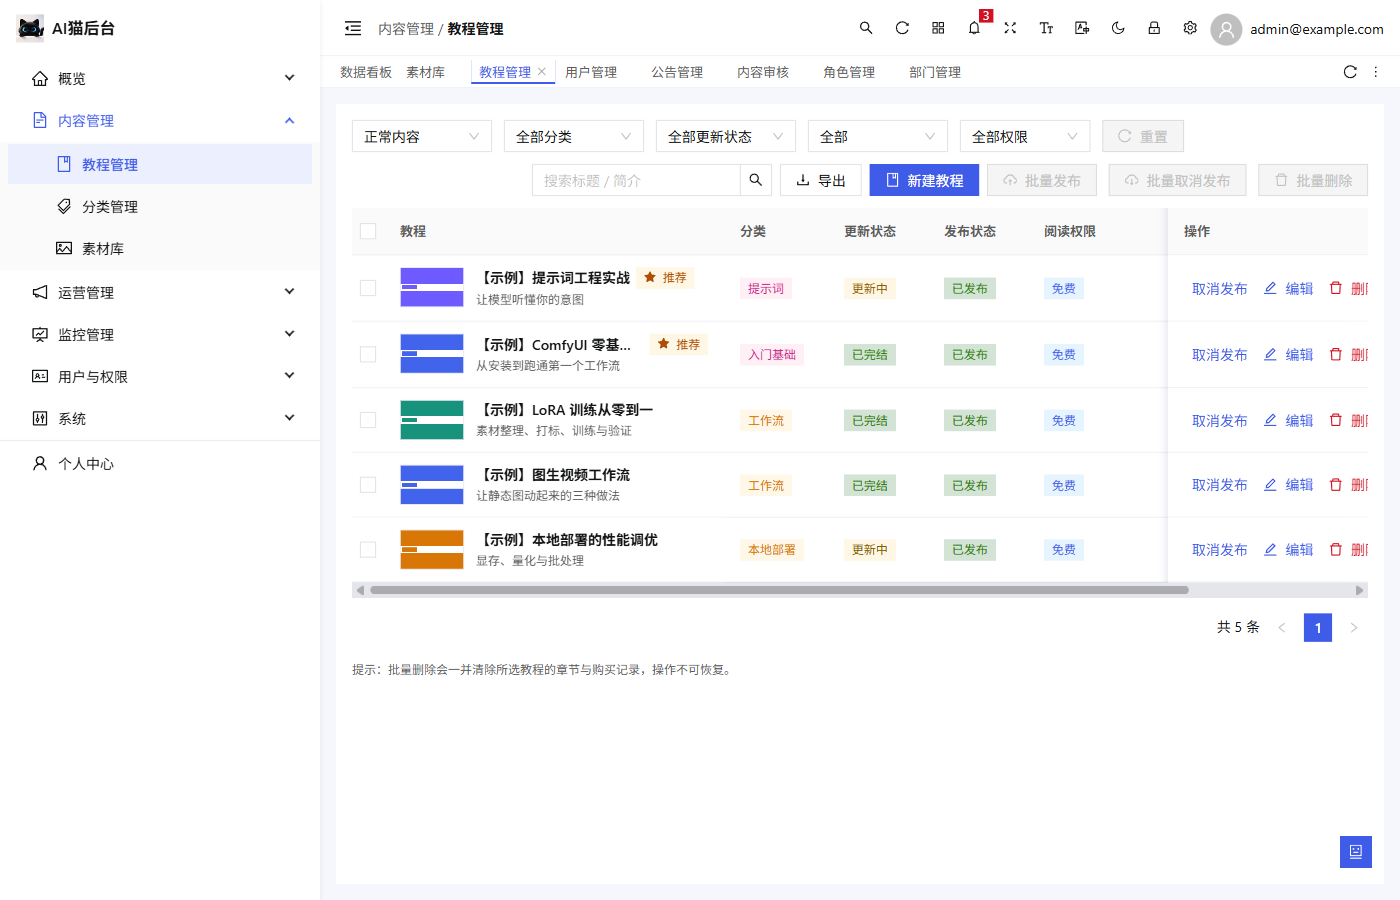 AI猫后台
内容管理 / 教程管理
3
admin@example.com
概览
内容管理
教程管理
分类管理
素材库
运营管理
监控管理
用户与权限
系统
个人中心
数据看板 素材库 教程管理 用户管理 公告管理 内容审核 角色管理 部门管理
正常内容 全部分类 全部更新状态 全部 全部权限 重置
搜索标题 / 简介 导出 新建教程 批量发布 批量取消发布 批量删除
教程 分类 更新状态 发布状态 阅读权限 操作
【示例】提示词工程实战 推荐
让模型听懂你的意图
提示词 更新中 已发布 免费 取消发布 编辑
【示例】ComfyUI 零基... 推荐
从安装到跑通第一个工作流
入门基础 已完结 已发布 免费 取消发布 编辑
【示例】LoRA 训练从零到一
素材整理、打标、训练与验证
工作流 已完结 已发布 免费 取消发布 编辑
【示例】图生视频工作流
让静态图动起来的三种做法
工作流 已完结 已发布 免费 取消发布 编辑
【示例】本地部署的性能调优
显存、量化与批处理
本地部署 更新中 已发布 免费 取消发布 编辑
共 5 条 1
提示：批量删除会一并清除所选教程的章节与购买记录，操作不可恢复。